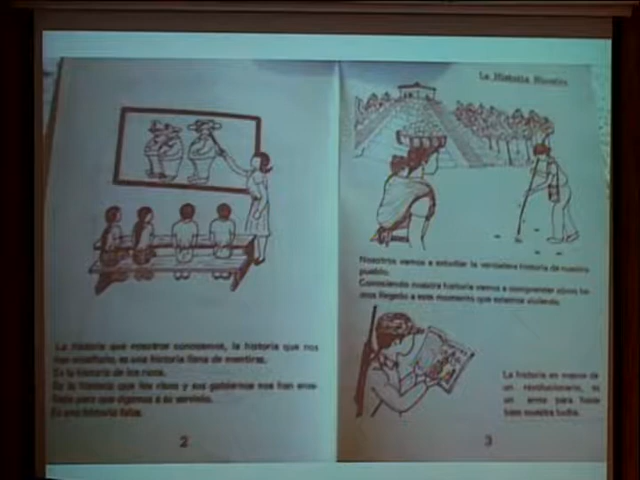 La historia que nosotros conocemos, la historia que nos
han enseñado, es una historia llena de mentiras.
Es la historia de los ricos.
Es la historia que los ricos y sus gobiernos nos han ense-
ñado para que sigamos a su servicio.
Es una historia falsa.
2
La Historia Nuestra
Nosotros vamos a estudiar la verdadera historia de nuestro
pueblo.
Conociendo nuestra historia vamos a comprender cómo he-
mos llegado a este momento que estamos viviendo.
La historia en manos de
un revolucionario, es
un arma para hacer
nuestra lucha.
3